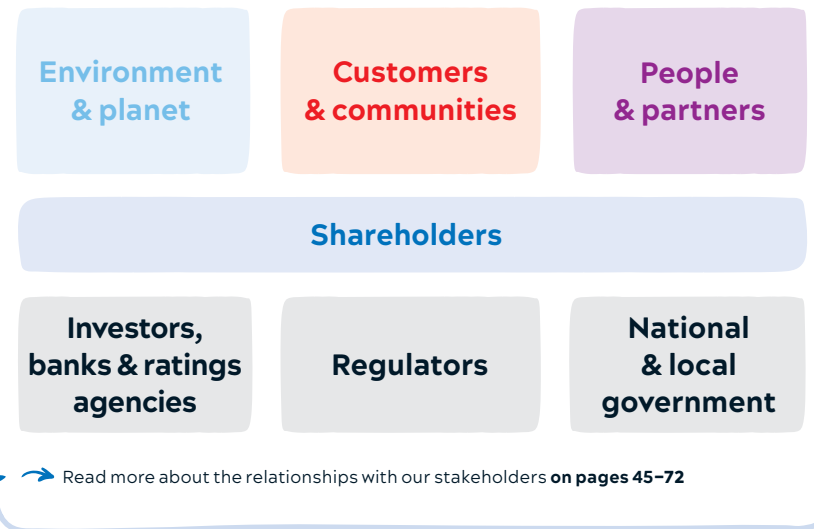 Environment
& planet
Customers
& communities
People
& partners
Shareholders
Investors,
banks & ratings
agencies
Regulators
National
& local
government
Read more about the relationships with our stakeholders on pages 45–72